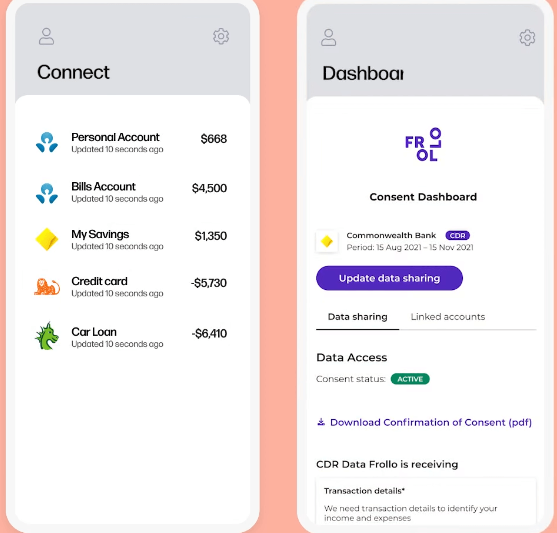 Connect
Personal Account $668
Updated 10 seconds ago
Bills Account $4,500
Updated 10 seconds ago
My Savings $1,350
Updated 10 seconds ago
Credit card -$5,730
Updated 10 seconds ago
Car Loan -$6,410
Updated 10 seconds ago
Dashboar
FR
OLLO
Consent Dashboard
Commonwealth Bank CDR
Period: 15 Aug 2021 – 15 Nov 2021
Update data sharing
Data sharing Linked accounts
Data Access
Consent status: ACTIVE
Download Confirmation of Consent (pdf)
CDR Data Frollo is receiving
Transaction details*
We need transaction details to identify your
income and expenses